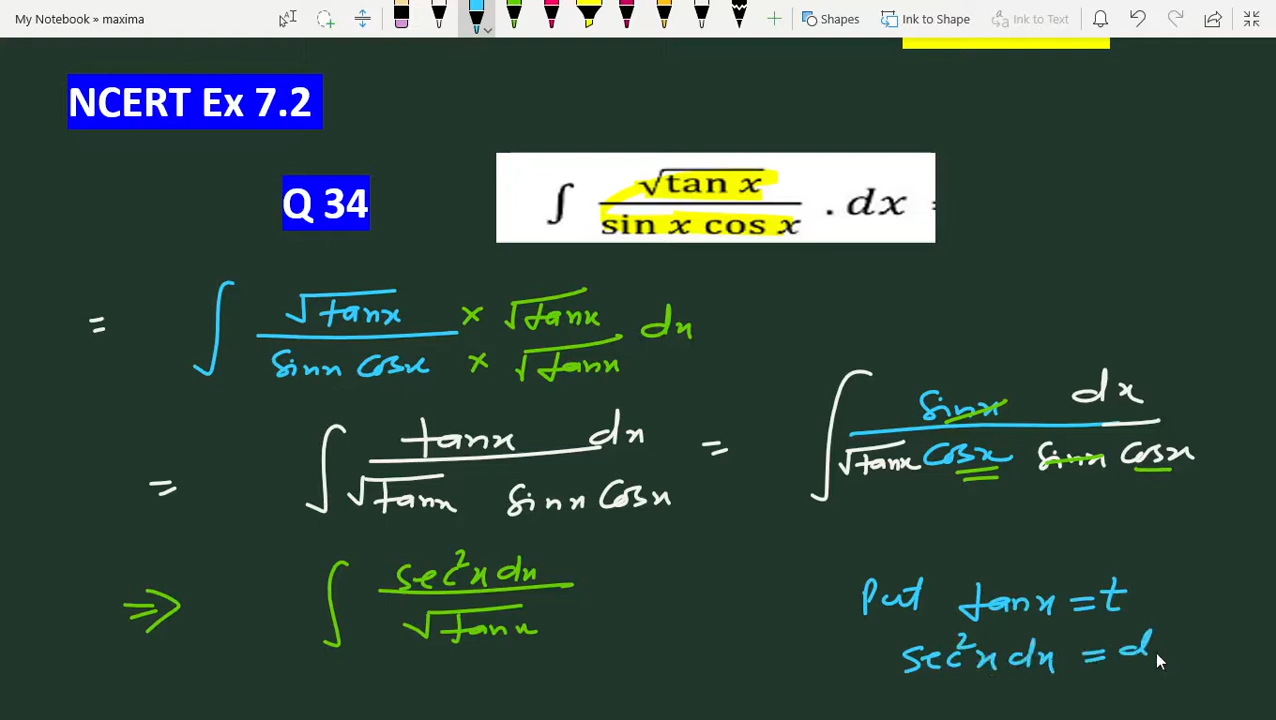 My Notebook » maxima
Shapes Ink to Shape Ink to Text
NCERT Ex 7.2
Q 34
∫ √tan x / sin x cos x . dx =
= ∫ √tanx / sinx cosx × √tanx / × √tanx dx
= ∫ tanx dx / √tanx sinx cosx = ∫ sinx dx / √tanx cosx sinx cosx
⇒ ∫ sec²x dx / √tanx
Put tanx = t
sec²x dx = d